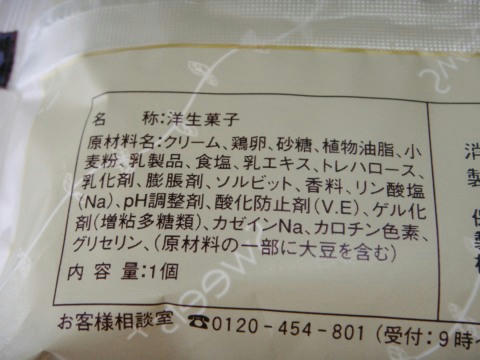 名　称:洋生菓子
原材料名:クリーム、鶏卵、砂糖、植物油脂、小
麦粉、乳製品、食塩、乳エキス、トレハロース、
乳化剤、膨脹剤、ソルビット、香料、リン酸塩
(Na)、pH調整剤、酸化防止剤(V.E)、ゲル化
剤(増粘多糖類)、カゼインNa、カロチン色素、
グリセリン、(原材料の一部に大豆を含む)
内 容 量:1個
お客様相談室 ☎0120-454-801 (受付:9時
消
製